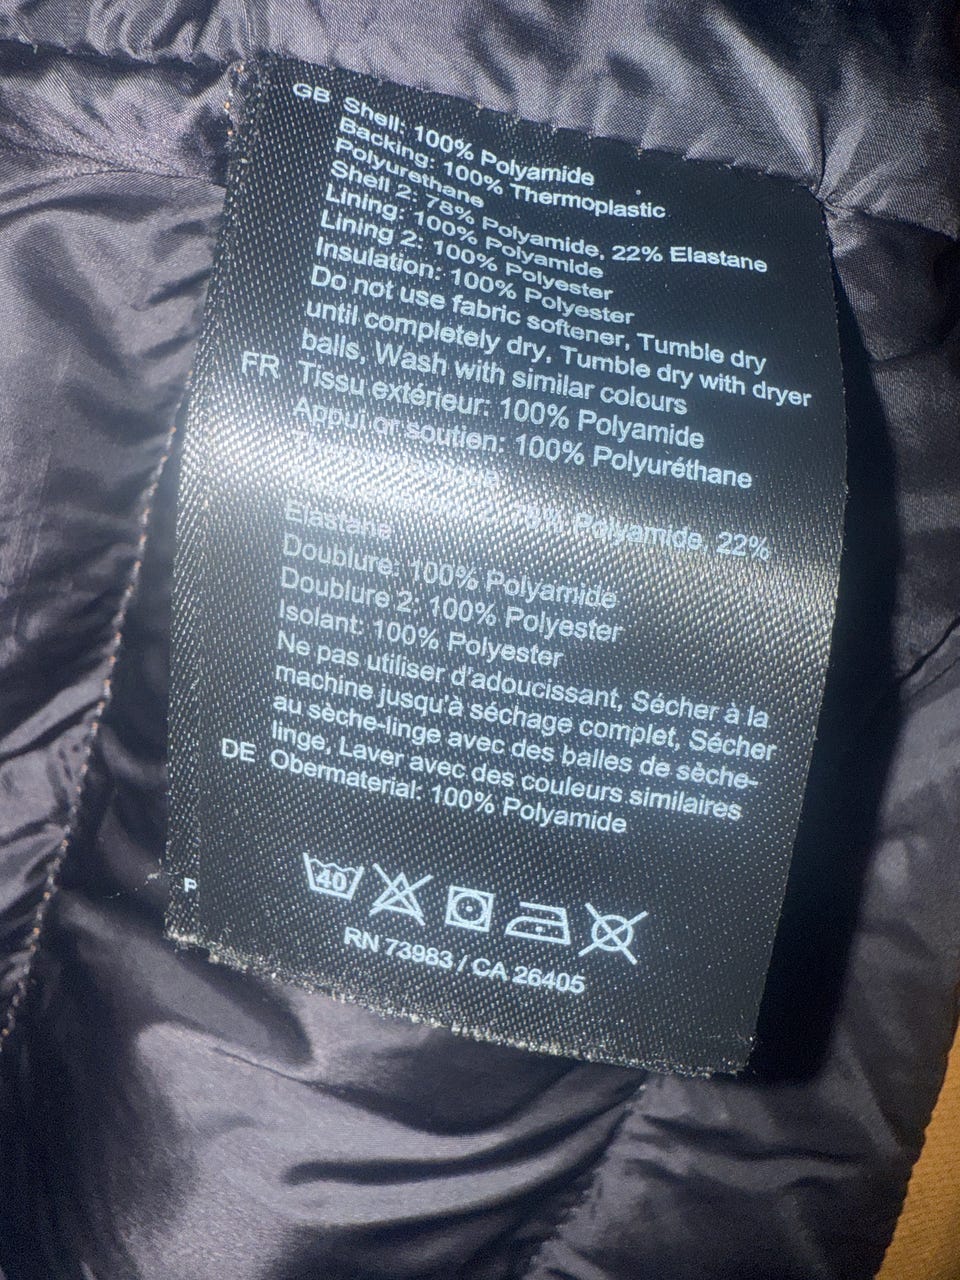 GB Shell: 100% Polyamide
Backing: 100% Thermoplastic
Polyurethane
Shell 2: 78% Polyamide, 22% Elastane
Lining: 100% Polyamide
Lining 2: 100% Polyester
Insulation: 100% Polyester
Do not use fabric softener, Tumble dry
until completely dry, Tumble dry with dryer
balls, Wash with similar colours
FR Tissu extérieur: 100% Polyamide
Appui or soutien: 100% Polyuréthane
78% Polyamide, 22%
Elastane
Doublure: 100% Polyamide
Doublure 2: 100% Polyester
Isolant: 100% Polyester
Ne pas utiliser d'adoucissant, Sécher à la
machine jusqu'à séchage complet, Sécher
au sèche-linge avec des balles de sèche-
linge, Laver avec des couleurs similaires
DE Obermaterial: 100% Polyamide
P
40
RN 73983 / CA 26405